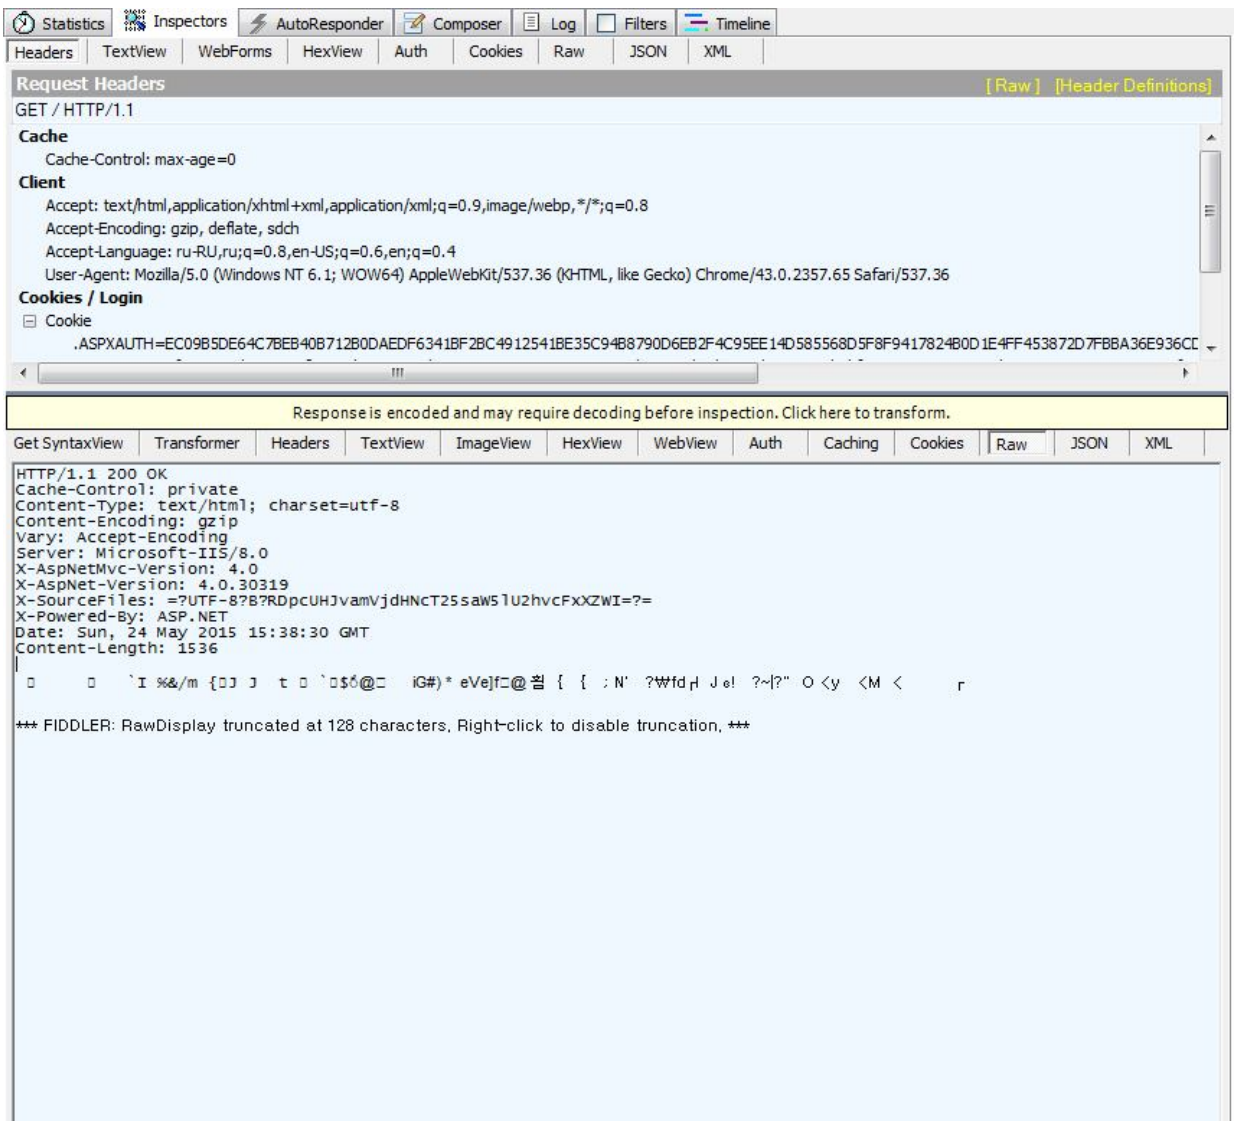 Statistics Inspectors AutoResponder Composer Log Filters Timeline
Headers TextView WebForms HexView Auth Cookies Raw JSON XML
Request Headers [ Raw ] [Header Definitions]
GET / HTTP/1.1
Cache
Cache-Control: max-age=0
Client
Accept: text/html,application/xhtml+xml,application/xml;q=0.9,image/webp,*/*;q=0.8
Accept-Encoding: gzip, deflate, sdch
Accept-Language: ru-RU,ru;q=0.8,en-US;q=0.6,en;q=0.4
User-Agent: Mozilla/5.0 (Windows NT 6.1; WOW64) AppleWebKit/537.36 (KHTML, like Gecko) Chrome/43.0.2357.65 Safari/537.36
Cookies / Login
Cookie
.ASPXAUTH=EC09B5DE64C7BEB40B712B0DAEDF6341BF2BC4912541BE35C94B8790D6EB2F4C95EE14D585568D5F8F9417824B0D1E4FF453872D7FBBA36E936CD
Response is encoded and may require decoding before inspection. Click here to transform.
Get SyntaxView Transformer Headers TextView ImageView HexView WebView Auth Caching Cookies Raw JSON XML
HTTP/1.1 200 OK
Cache-Control: private
Content-Type: text/html; charset=utf-8
Content-Encoding: gzip
Vary: Accept-Encoding
Server: Microsoft-IIS/8.0
X-AspNetMvc-Version: 4.0
X-AspNet-Version: 4.0.30319
X-SourceFiles: =?UTF-8?B?RDpcUHJvamVjdHNcT25saW5lU2hvcFxXZWI=?=
X-Powered-By: ASP.NET
Date: Sun, 24 May 2015 15:38:30 GMT
Content-Length: 1536
*** FIDDLER: RawDisplay truncated at 128 characters. Right-click to disable truncation. ***